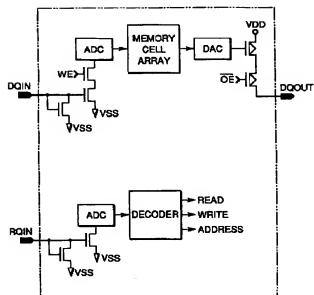 VDD
ADC
MEMORY
CELL
ARRAY
DAC
WE
OE
DQIN
DQOUT
VSS
VSS
ADC
DECODER
READ
WRITE
ADDRESS
RQIN
VSS
VSS